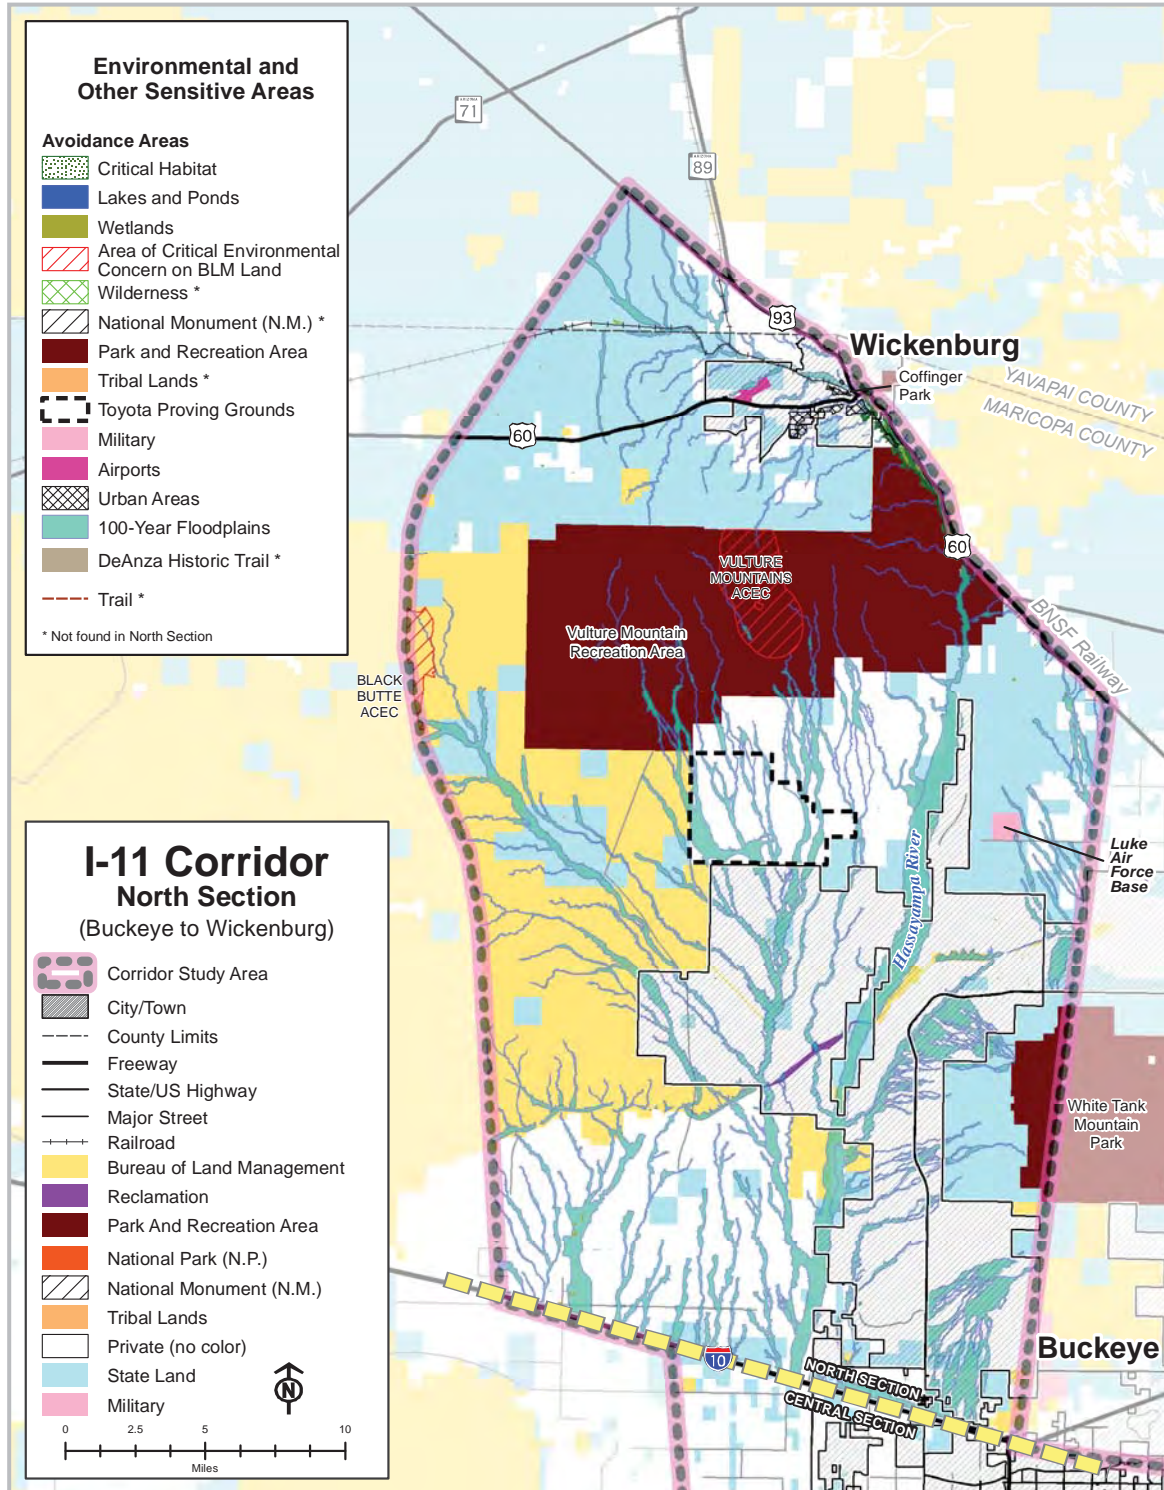 Environmental and
Other Sensitive Areas
Avoidance Areas
Critical Habitat
Lakes and Ponds
Wetlands
Area of Critical Environmental
Concern on BLM Land
Wilderness *
National Monument (N.M.) *
Park and Recreation Area
Tribal Lands *
Toyota Proving Grounds
Military
Airports
Urban Areas
100-Year Floodplains
DeAnza Historic Trail *
Trail *
* Not found in North Section
I-11 Corridor
North Section
(Buckeye to Wickenburg)
Corridor Study Area
City/Town
County Limits
Freeway
State/US Highway
Major Street
Railroad
Bureau of Land Management
Reclamation
Park And Recreation Area
National Park (N.P.)
National Monument (N.M.)
Tribal Lands
Private (no color)
State Land
Military
N
0 2.5 5 10
Miles
ARIZONA
71
ARIZONA
89
93
Wickenburg
Coffinger
Park
YAVAPAI COUNTY
MARICOPA COUNTY
60
60
VULTURE
MOUNTAINS
ACEC
Vulture Mountain
Recreation Area
BNSF Railway
BLACK
BUTTE
ACEC
Luke
Air
Force
Base
Hassayampa River
White Tank
Mountain
Park
Buckeye
10
NORTH SECTION
CENTRAL SECTION